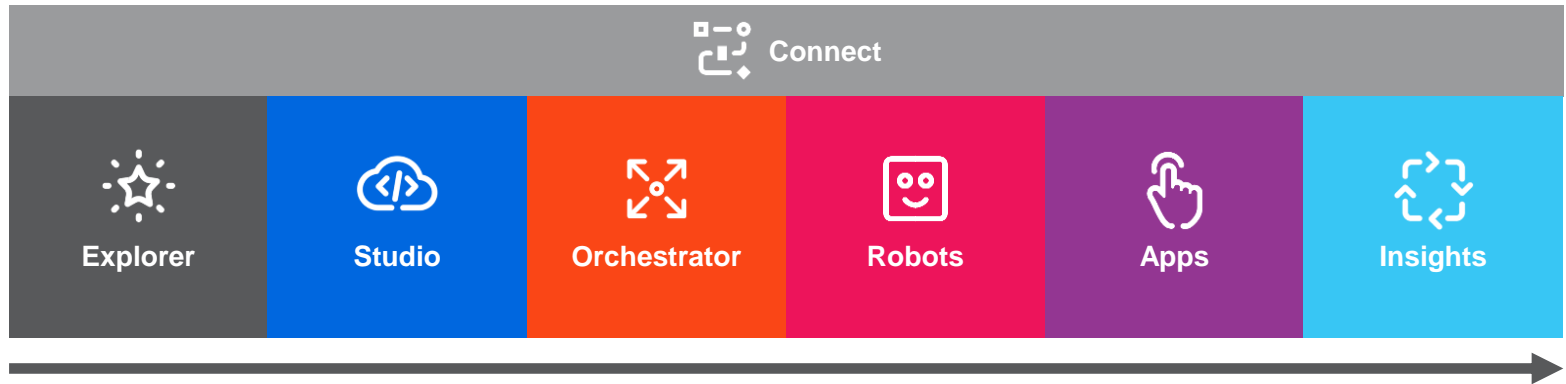 Connect
Explorer
Studio
Orchestrator
Robots
Apps
Insights